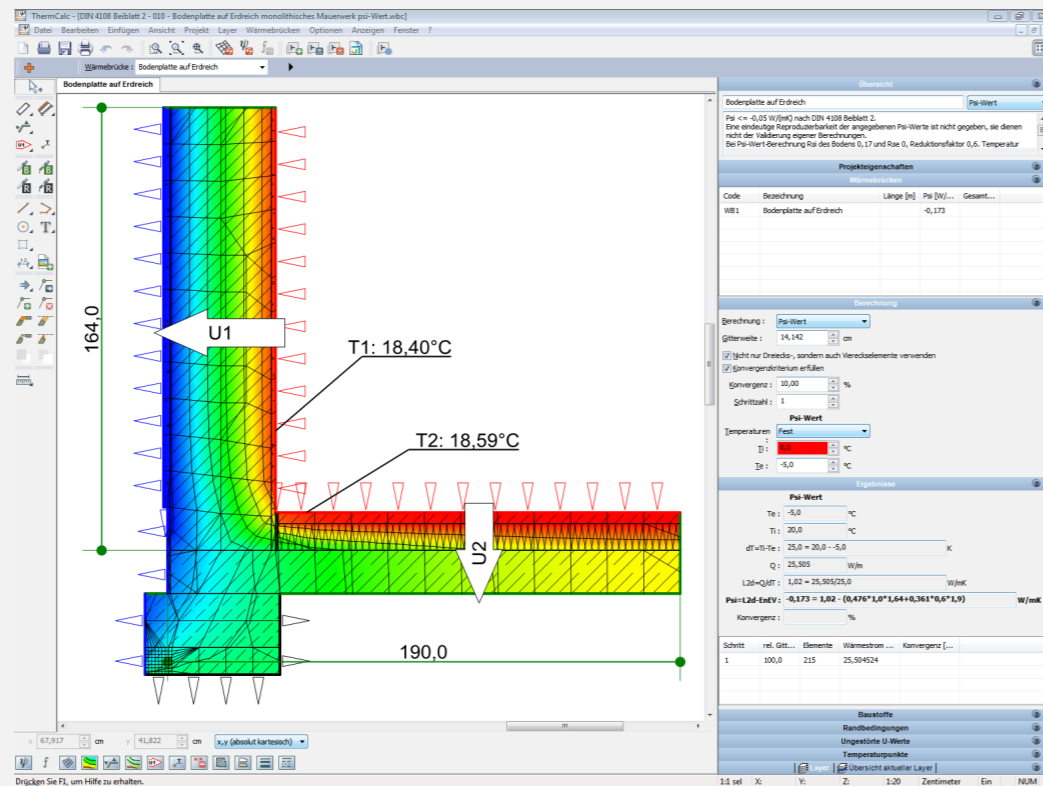 ThermCalc - [DIN 4108 Beiblatt 2 - 010 - Bodenplatte auf Erdreich monolithisches Mauerwerk psi-Wert.wbc]
Datei Bearbeiten Einfügen Ansicht Projekt Layer Wärmebrücken Optionen Anzeigen Fenster ?
Wärmebrücke : Bodenplatte auf Erdreich
Bodenplatte auf Erdreich
164,0
U1
T1: 18,40°C
T2: 18,59°C
U2
190,0
Übersicht
Bodenplatte auf Erdreich Psi-Wert
Psi <= -0,05 W/(mK) nach DIN 4108 Beiblatt 2.
Eine eindeutige Reproduzierbarkeit der angegebenen Psi-Werte ist nicht gegeben, sie dienen
nicht der Validierung eigener Berechnungen.
Bei Psi-Wert-Berechnung Rsi des Bodens 0,17 und Rse 0, Reduktionsfaktor 0,6. Temperatur
Projekteigenschaften
Wärmebrücken
Code Bezeichnung Länge [m] Psi [W/... Gesamt...
WB1 Bodenplatte auf Erdreich -0,173
Berechnung
Berechnung : Psi-Wert
Gitterweite : 14,142 cm
Nicht nur Dreiecks-, sondern auch Viereckselemente verwenden
Konvergenzkriterium erfüllen
Konvergenz : 10,00 %
Schrittzahl : 1
Psi-Wert
Temperaturen : Fest
Ti : °C
Te : -5,0 °C
Ergebnisse
Psi-Wert
Te : -5,0 °C
Ti : 20,0 °C
dT=Ti-Te : 25,0 = 20,0 - -5,0 K
Q : 25,505 W/m
L2d=Q/dT : 1,02 = 25,505/25,0 W/mK
Psi=L2d-EnEV : -0,173 = 1,02 - (0,476*1,0*1,64+0,361*0,6*1,9) W/mK
Konvergenz : %
Schritt rel. Gitt... Elemente Wärmestrom ... Konvergenz [...
1 100,0 215 25,504524
Baustoffe
Randbedingungen
Ungestörte U-Werte
Temperaturpunkte
Layer Übersicht aktueller Layer
x 67,917 cm y 41,822 cm x,y (absolut kartesisch)
Drücken Sie F1, um Hilfe zu erhalten. 1:1 sel X: Y: Z: 1:20 Zentimeter Ein NUM